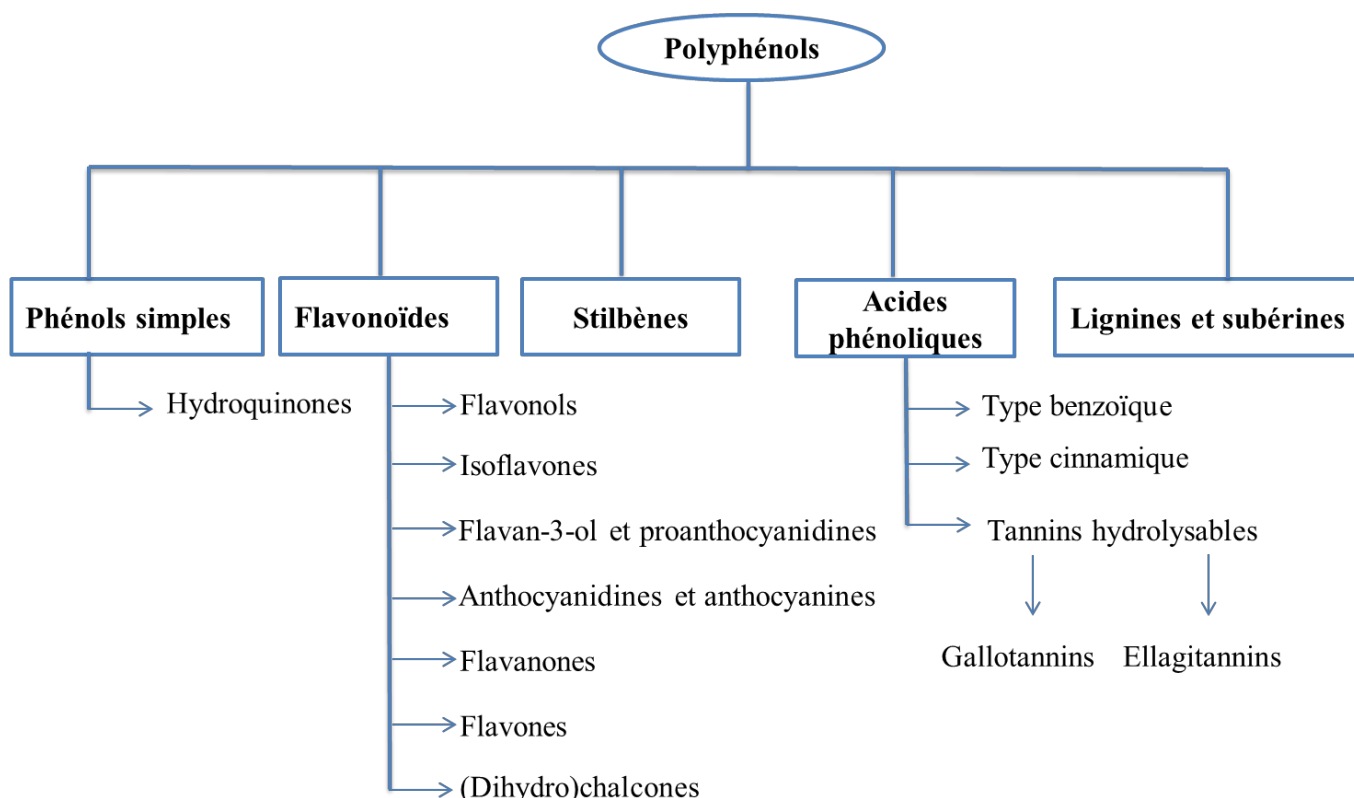 Polyphénols
Phénols simples
Flavonoïdes
Stilbènes
Acides
phénoliques
Lignines et subérines
Hydroquinones
Flavonols
Isoflavones
Flavan-3-ol et proanthocyanidines
Anthocyanidines et anthocyanines
Flavanones
Flavones
(Dihydro)chalcones
Type benzoïque
Type cinnamique
Tannins hydrolysables
Gallotannins
Ellagitannins